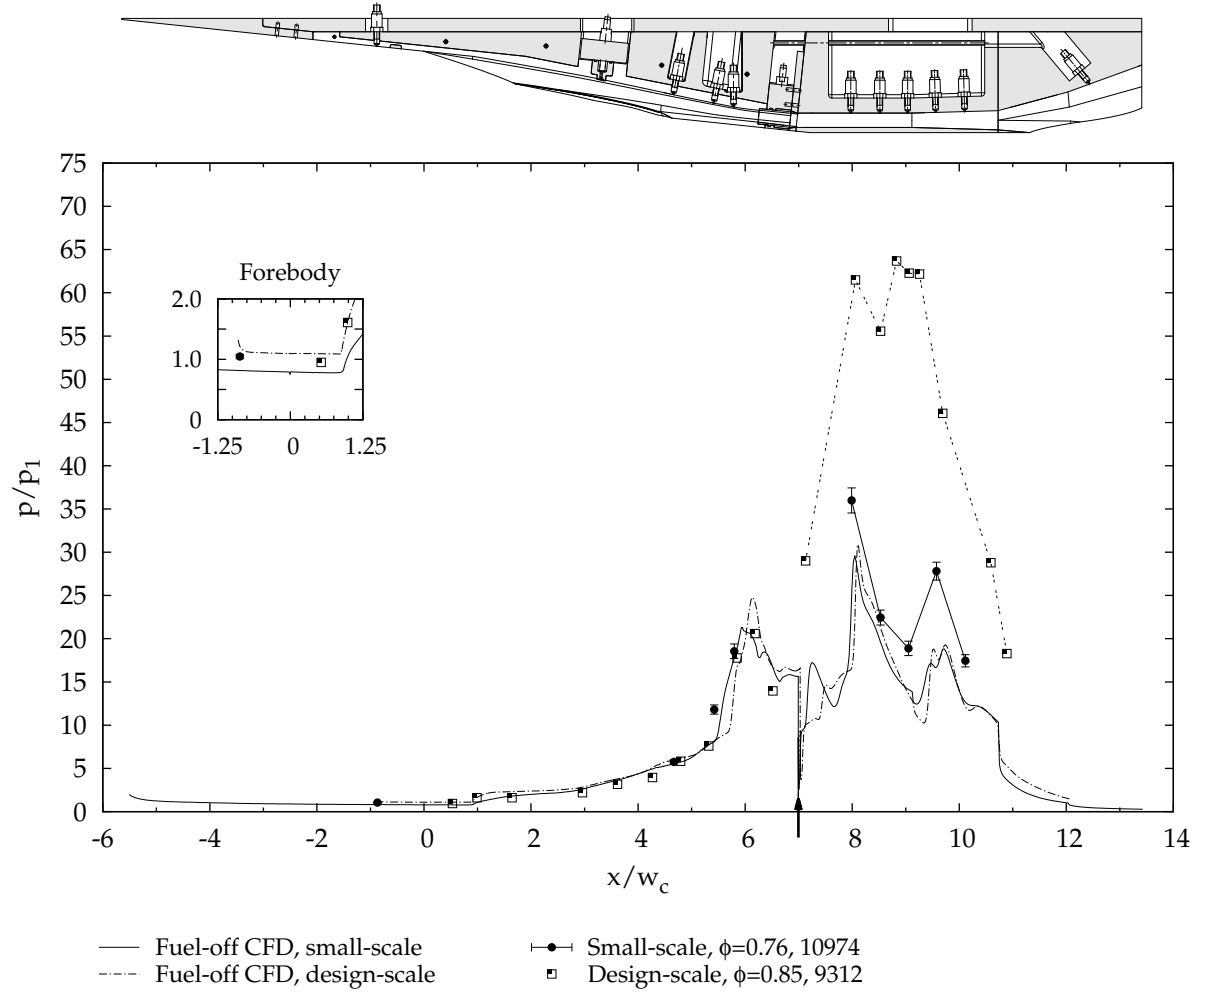 75
70
65
60
55
50
45
40
35
30
25
20
15
10
5
0
p/p1
Forebody
2.0
1.0
0
-1.25 0 1.25
-6 -4 -2 0 2 4 6 8 10 12 14
x/wc
Fuel-off CFD, small-scale
Fuel-off CFD, design-scale
Small-scale, ϕ=0.76, 10974
Design-scale, ϕ=0.85, 9312